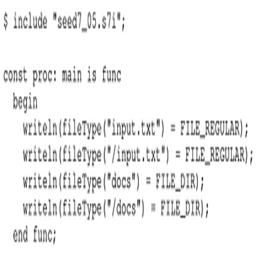 $ include "seed7_05.s7i";
const proc: main is func
begin
writeln(fileType("input.txt") = FILE_REGULAR);
writeln(fileType("/input.txt") = FILE_REGULAR);
writeln(fileType("docs") = FILE_DIR);
writeln(fileType("/docs") = FILE_DIR);
end func;